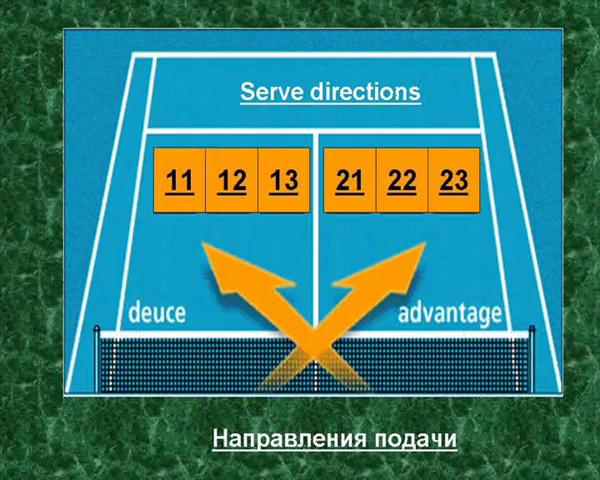 Serve directions
11 12 13 21 22 23
deuce advantage
Направления подачи